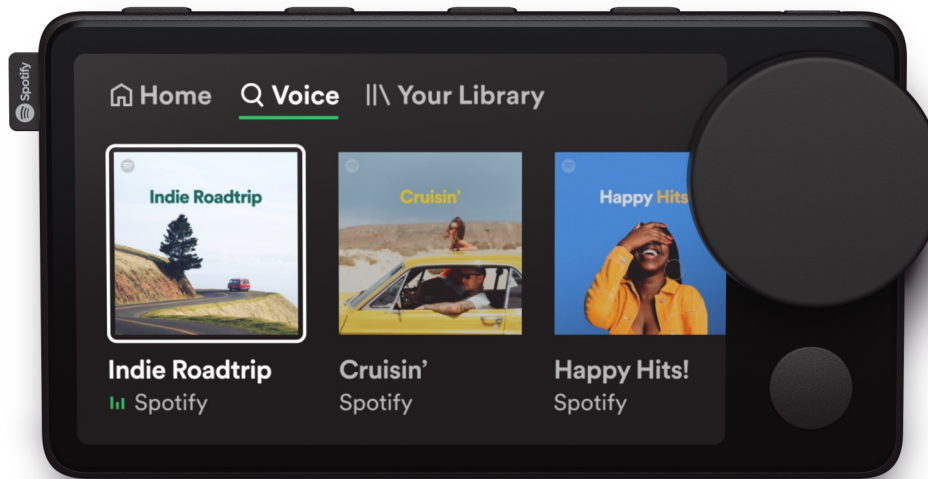 Spotify
Home Voice Your Library
Indie Roadtrip Cruisin' Happy Hits
Indie Roadtrip Cruisin' Happy Hits!
Spotify Spotify Spotify